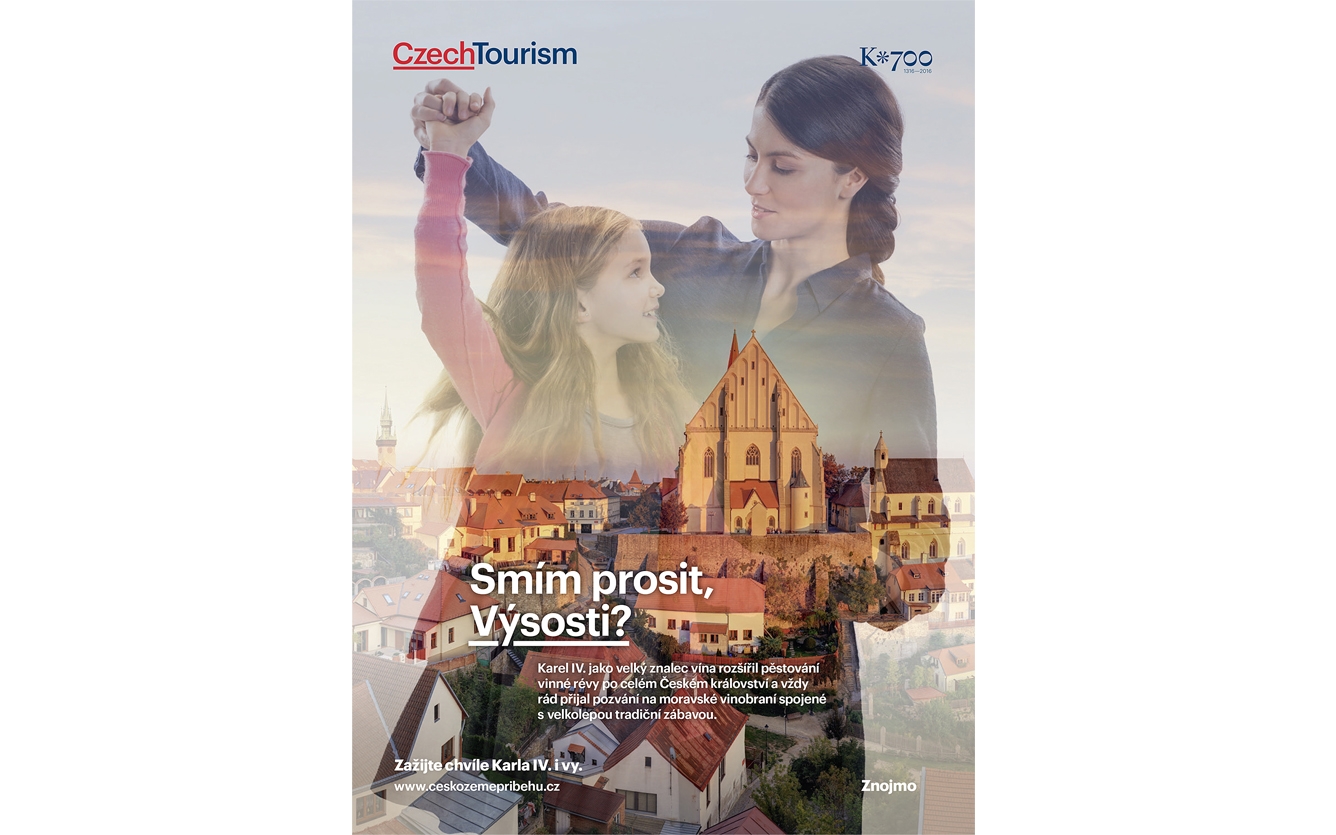 CzechTourism
K*700
1316—2016
Smím prosit,
Výsosti?
Karel IV. jako velký znalec vína rozšířil pěstování
vinné révy po celém Českém království a vždy
rád přijal pozvání na moravské vinobraní spojené
s velkolepou tradiční zábavou.
Zažijte chvíle Karla IV. i vy.
www.ceskozemepribehu.cz
Znojmo